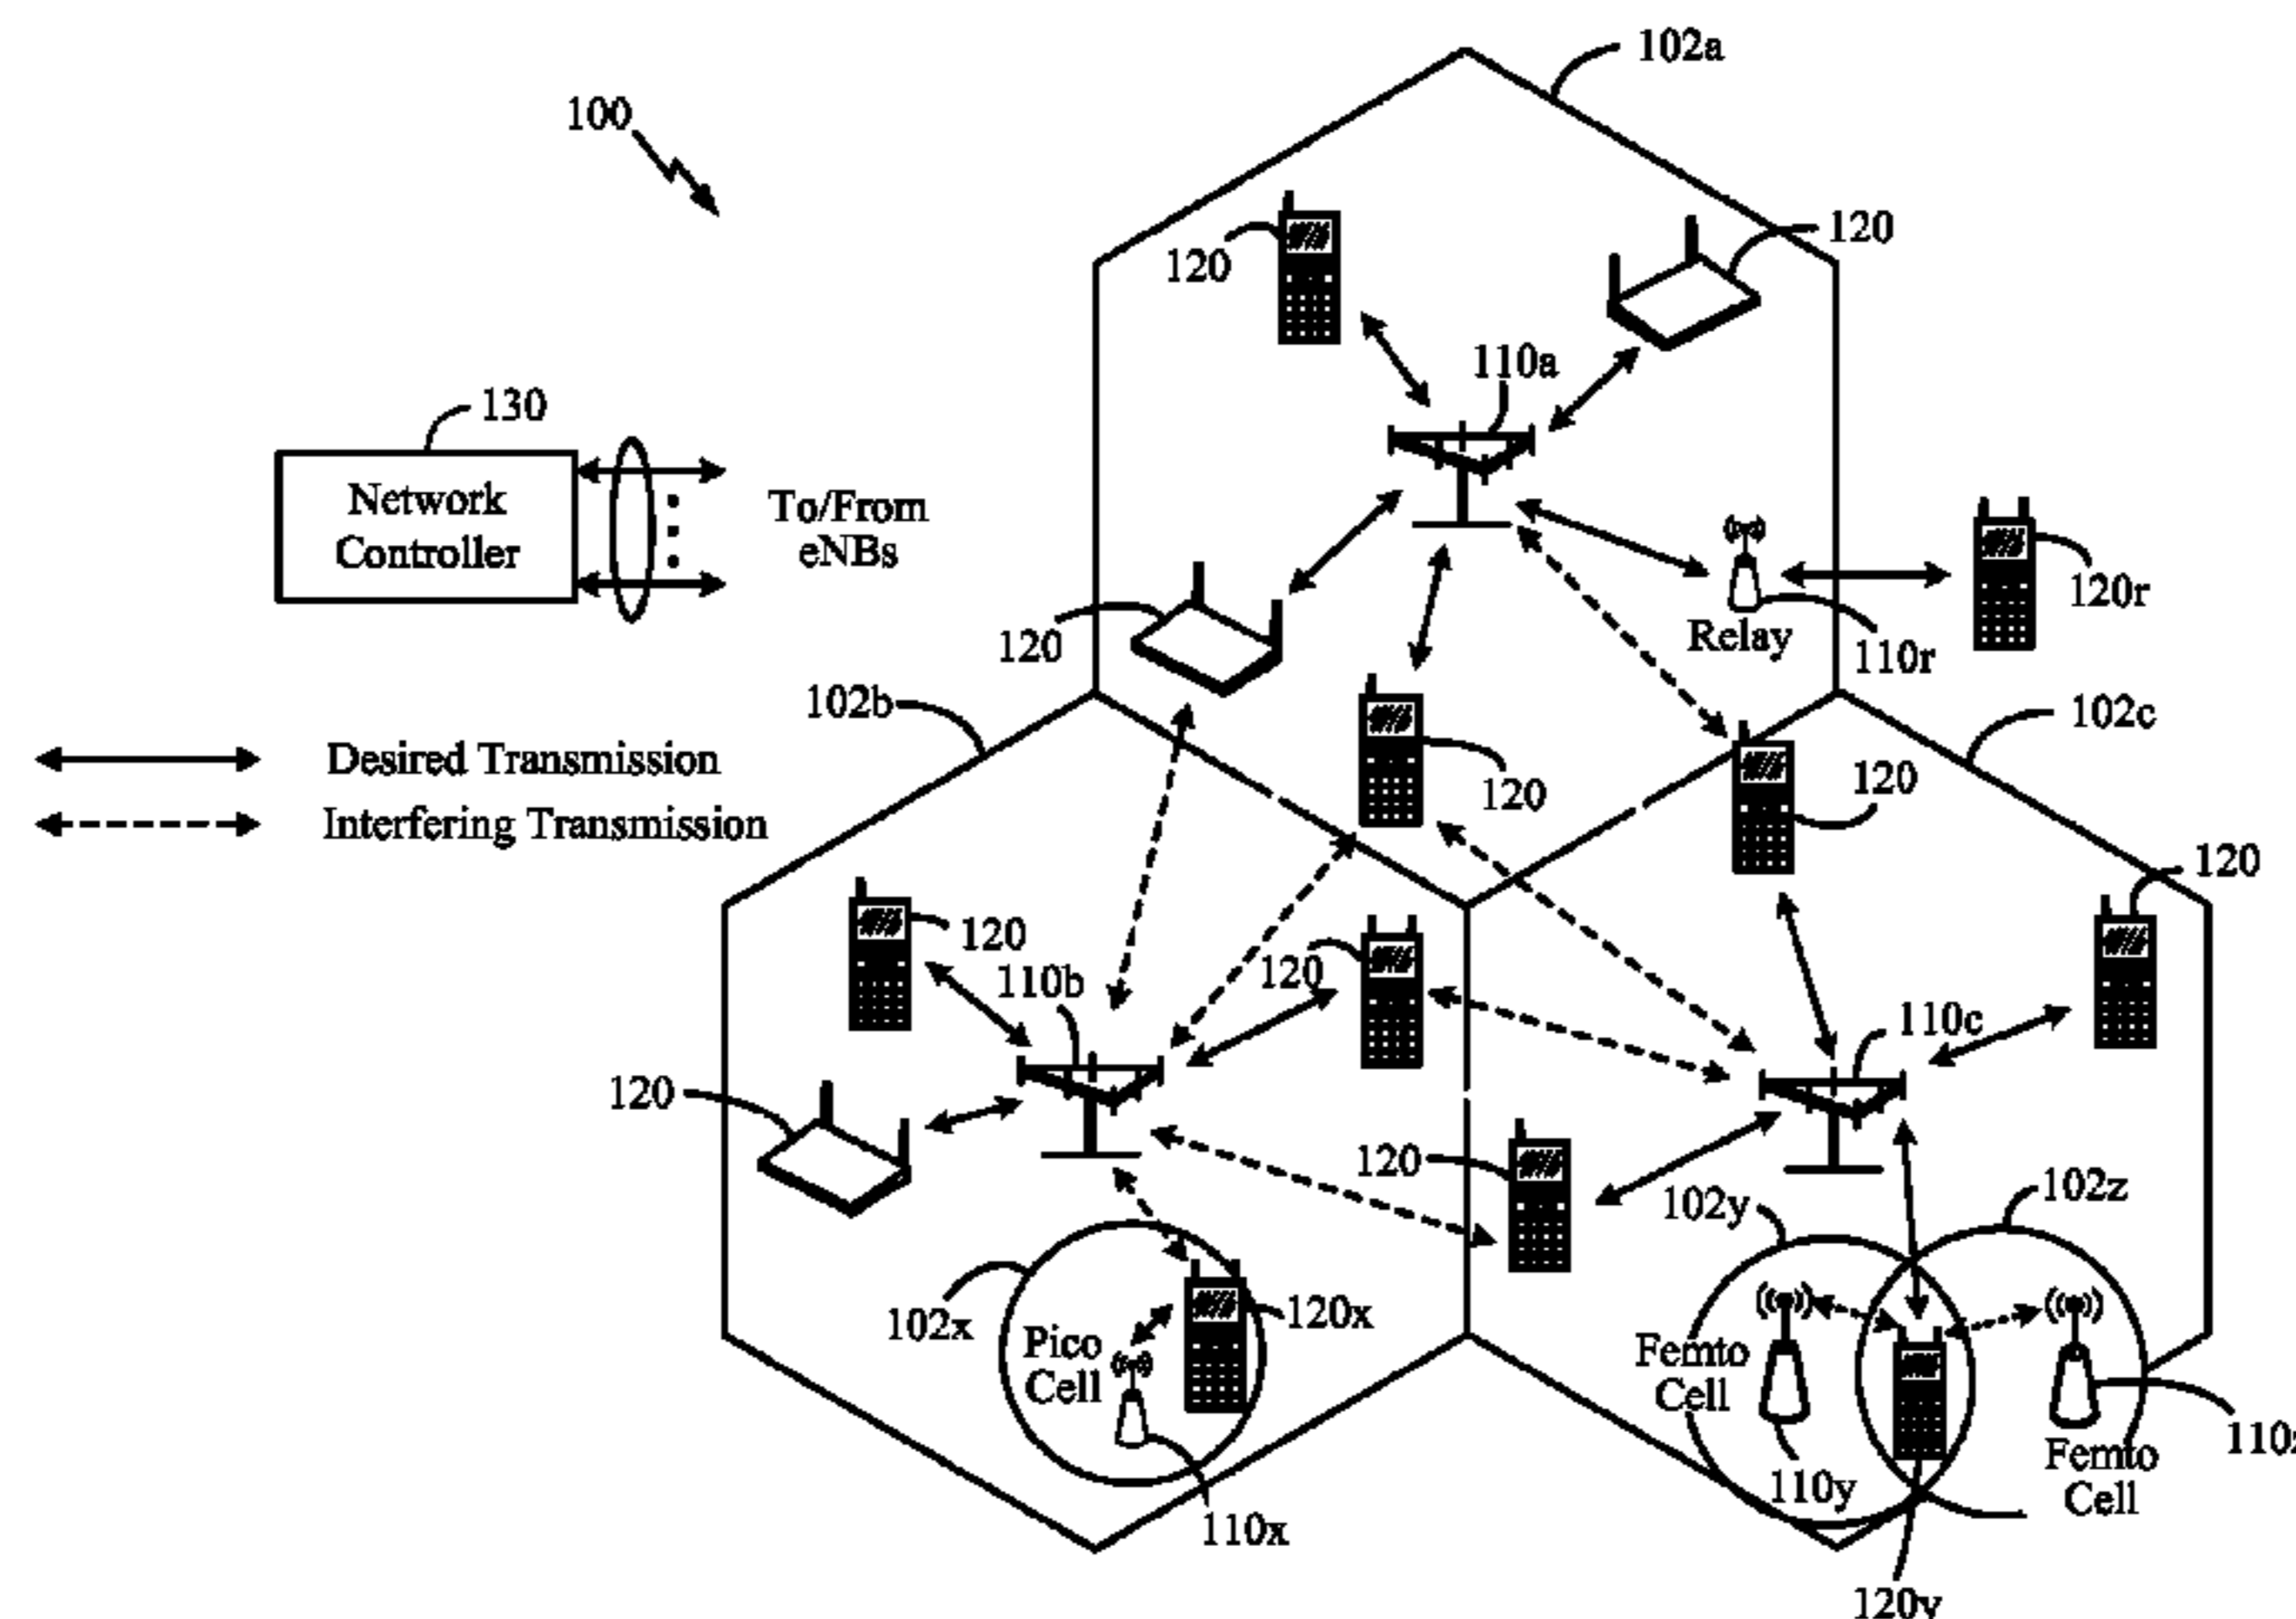 102a
100
120
120
110a
130
Network
Controller
To/From
eNBs
120r
Relay
110r
120
102b
102c
Desired Transmission
120
120
Interfering Transmission
120
120
120
110b
110c
120
120
102y
102z
102x
120x
Pico
Cell
Femto
Cell
110y
Femto
Cell
110x